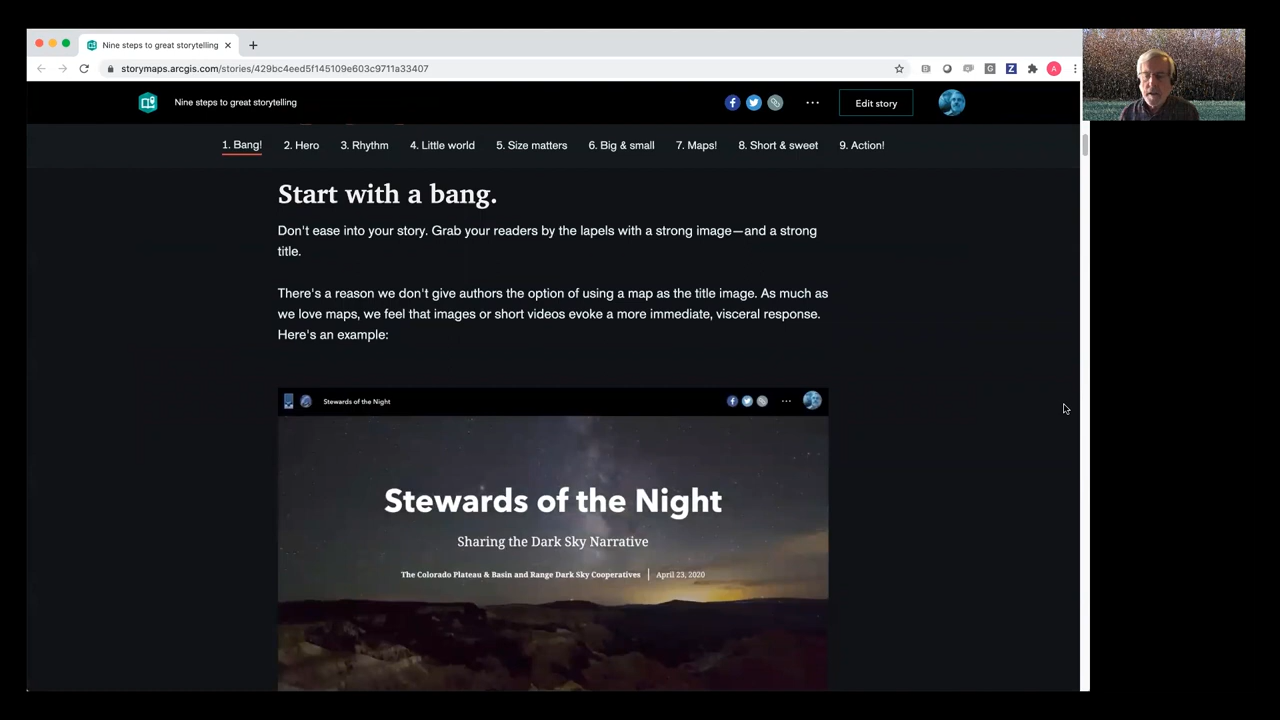 Nine steps to great storytelling
storymaps.arcgis.com/stories/429bc4eed5f145109e603c9711a33407
A
Nine steps to great storytelling
Edit story
1. Bang! 2. Hero 3. Rhythm 4. Little world 5. Size matters 6. Big & small 7. Maps! 8. Short & sweet 9. Action!
Start with a bang.
Don't ease into your story. Grab your readers by the lapels with a strong image—and a strong
title.
There's a reason we don't give authors the option of using a map as the title image. As much as
we love maps, we feel that images or short videos evoke a more immediate, visceral response.
Here's an example:
Stewards of the Night
Stewards of the Night
Sharing the Dark Sky Narrative
The Colorado Plateau & Basin and Range Dark Sky Cooperatives | April 23, 2020